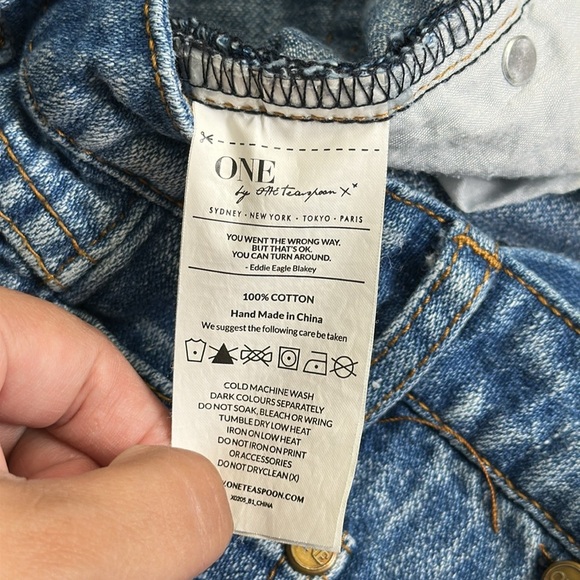 ONE
by One Teaspoon x x
SYDNEY • NEW YORK • TOKYO • PARIS
YOU WENT THE WRONG WAY.
BUT THAT'S OK.
YOU CAN TURN AROUND.
- Eddie Eagle Blakey
100% COTTON
Hand Made in China
We suggest the following care be taken
COLD MACHINE WASH
DARK COLOURS SEPARATELY
DO NOT SOAK, BLEACH OR WRING
TUMBLE DRY LOW HEAT
IRON ON LOW HEAT
DO NOT IRON ON PRINT
OR ACCESSORIES
DO NOT DRYCLEAN (X)
ONETEASPOON.COM
X0205_B1_CHINA